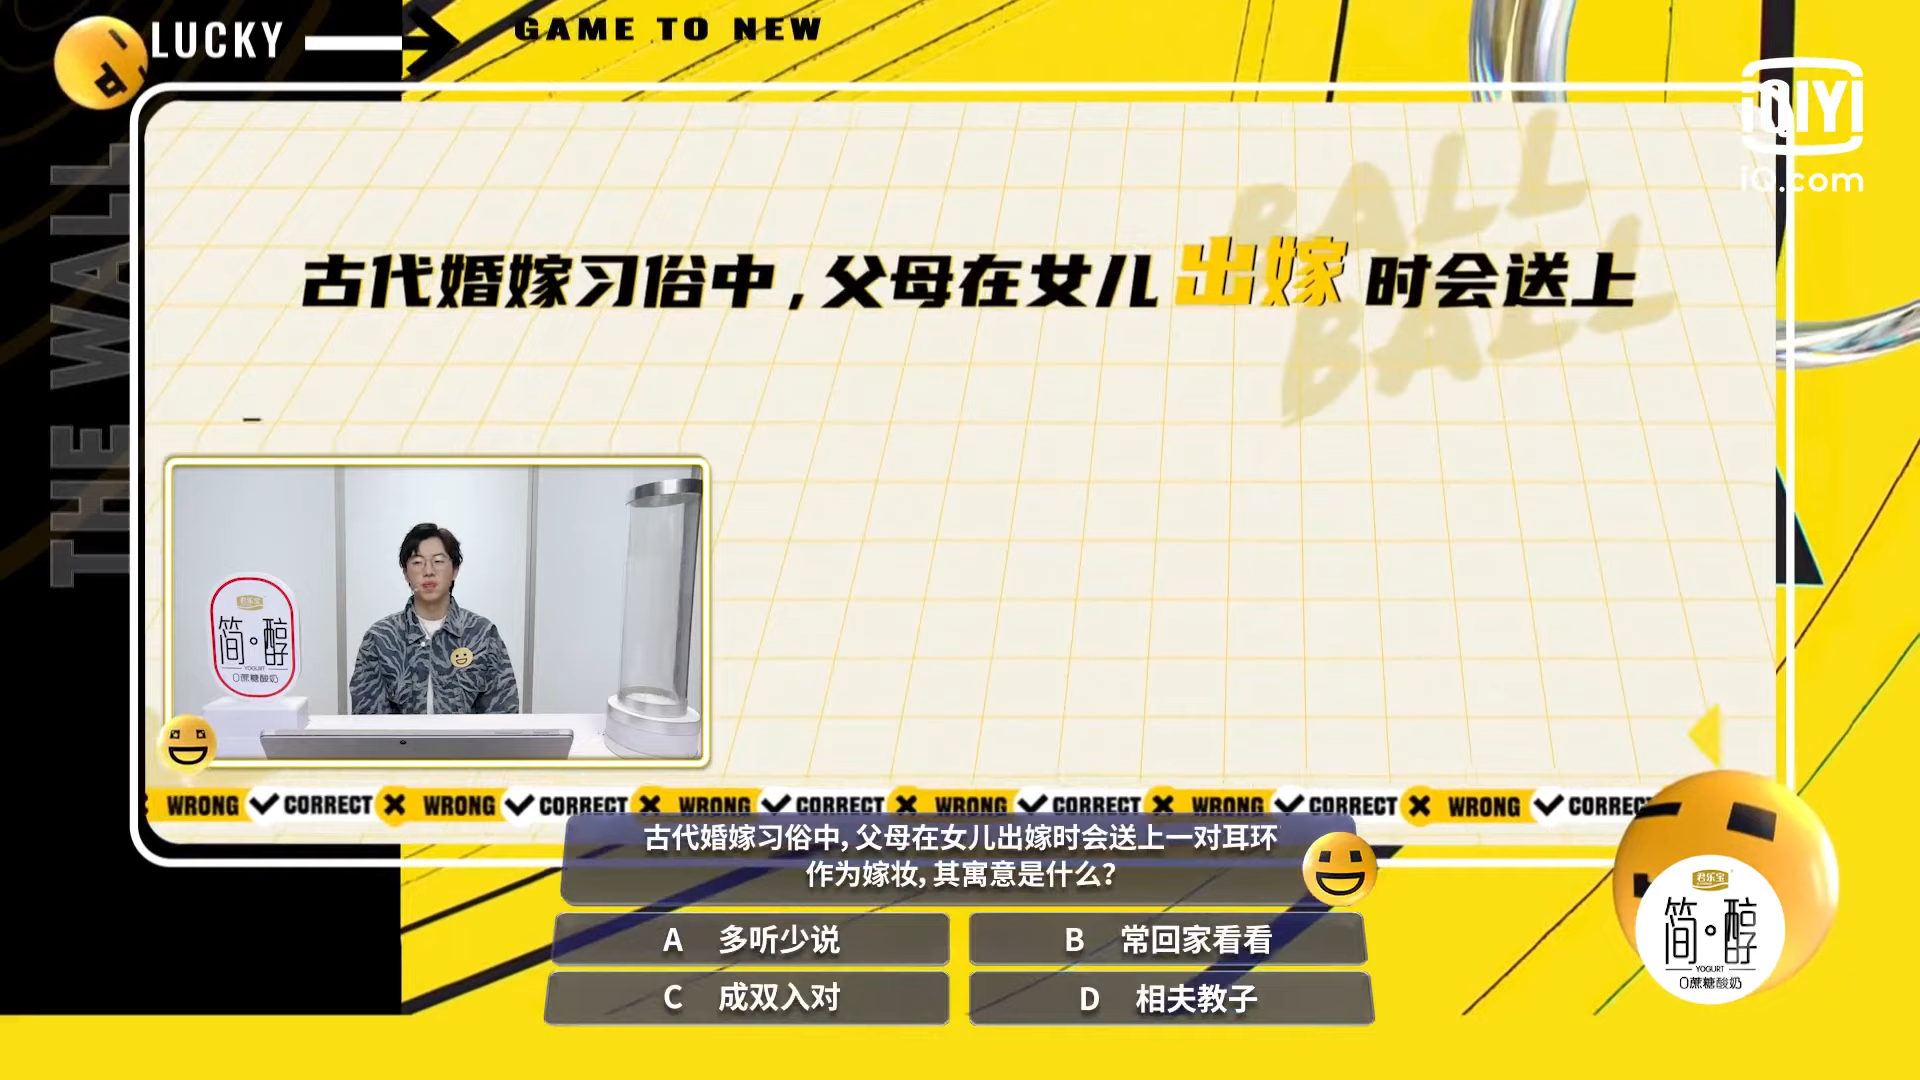 LUCKY
GAME TO NEW
iQIYI
iQ.com
THE WALL
BALL
BALL
古代婚嫁习俗中,父母在女儿出嫁时会送上
君乐宝
简·醇
YOGURT
0蔗糖酸奶
WRONG CORRECT WRONG CORRECT WRONG CORRECT WRONG CORRECT WRONG CORRECT WRONG CORREC
古代婚嫁习俗中, 父母在女儿出嫁时会送上一对耳环
作为嫁妆, 其寓意是什么?
A 多听少说
B 常回家看看
C 成双入对
D 相夫教子
君乐宝
简·醇
YOGURT
0蔗糖酸奶